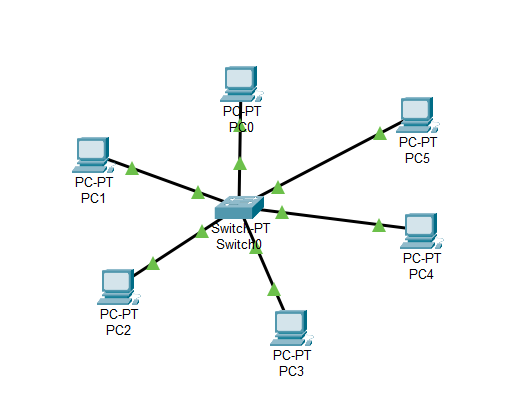 PC-PT
PC0
PC-PT
PC5
PC-PT
PC1
Switch-PT
Switch0
PC-PT
PC4
PC-PT
PC2
PC-PT
PC3